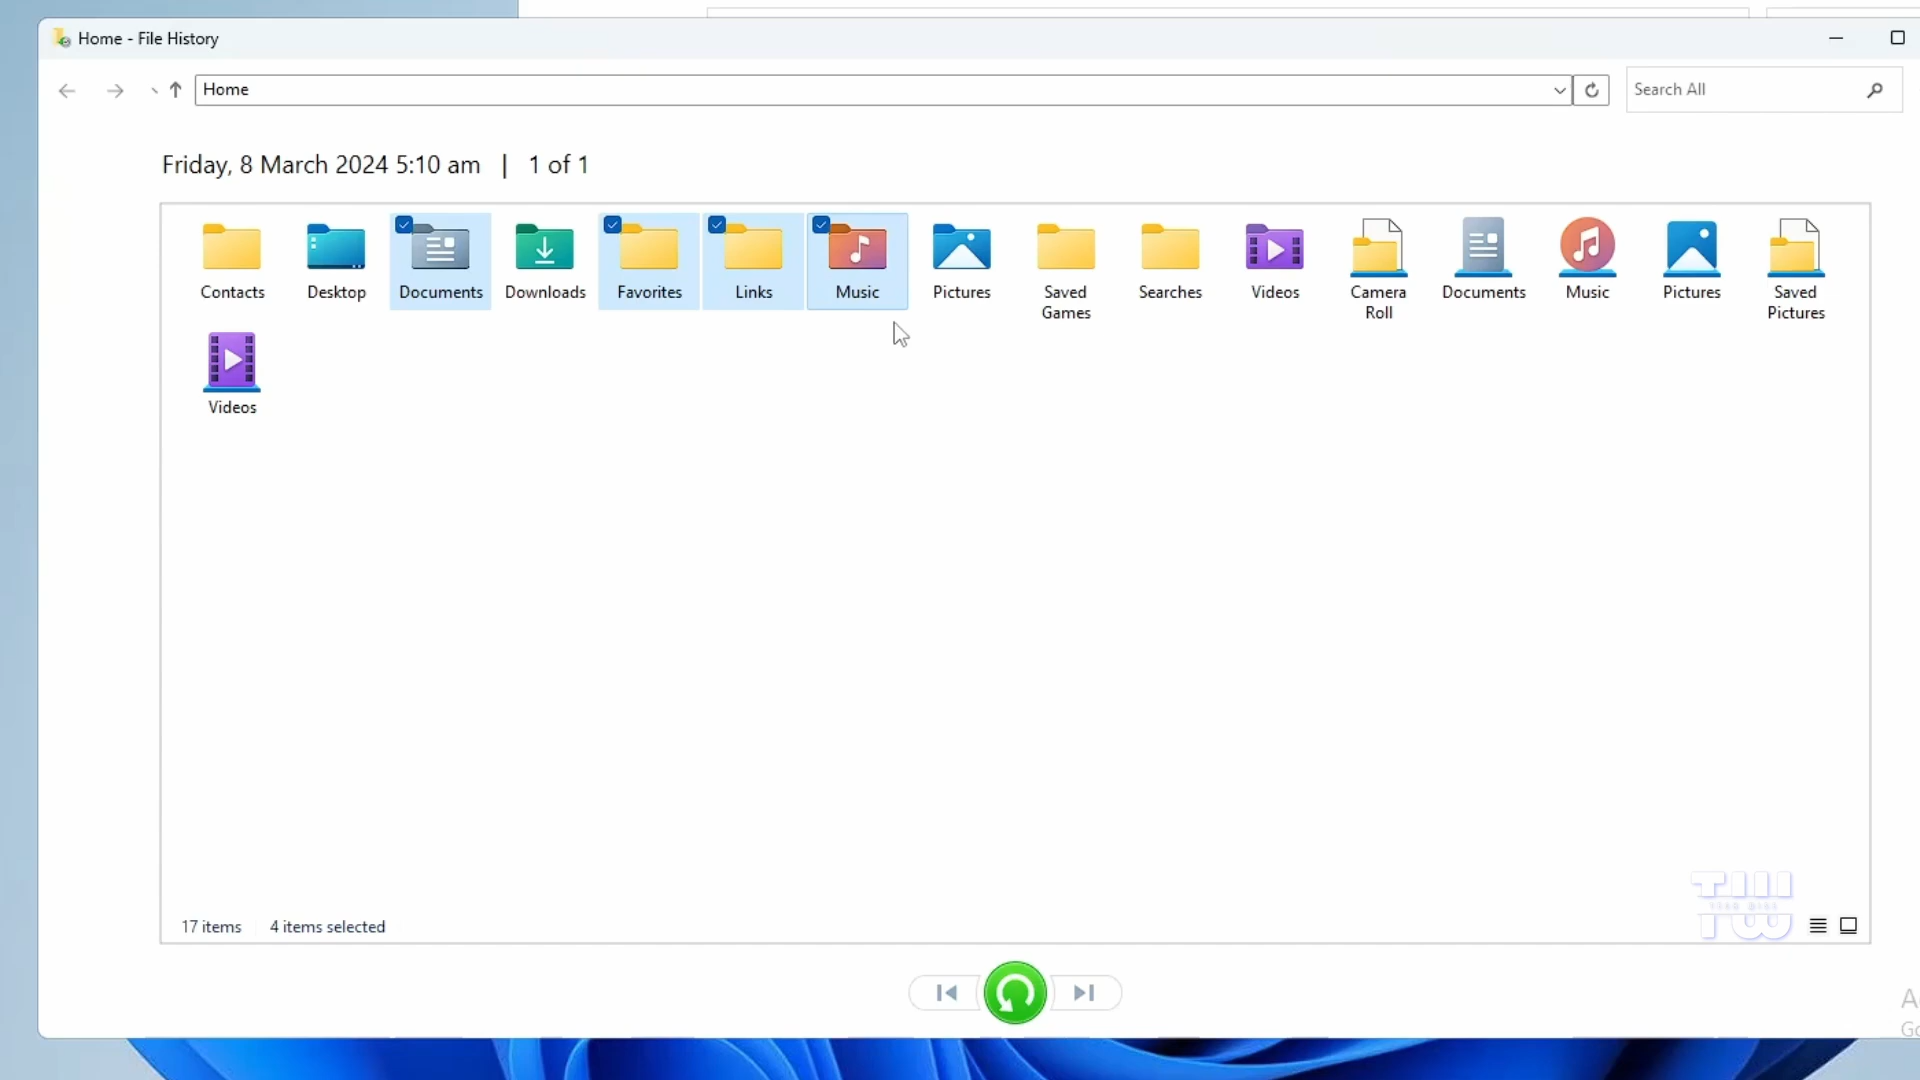 Home - File History
Home
Search All
Friday, 8 March 2024 5:10 am | 1 of 1
Contacts
Desktop
Documents
Downloads
Favorites
Links
Music
Pictures
Saved
Games
Searches
Videos
Camera
Roll
Documents
Music
Pictures
Saved
Pictures
Videos
17 items
4 items selected
TW